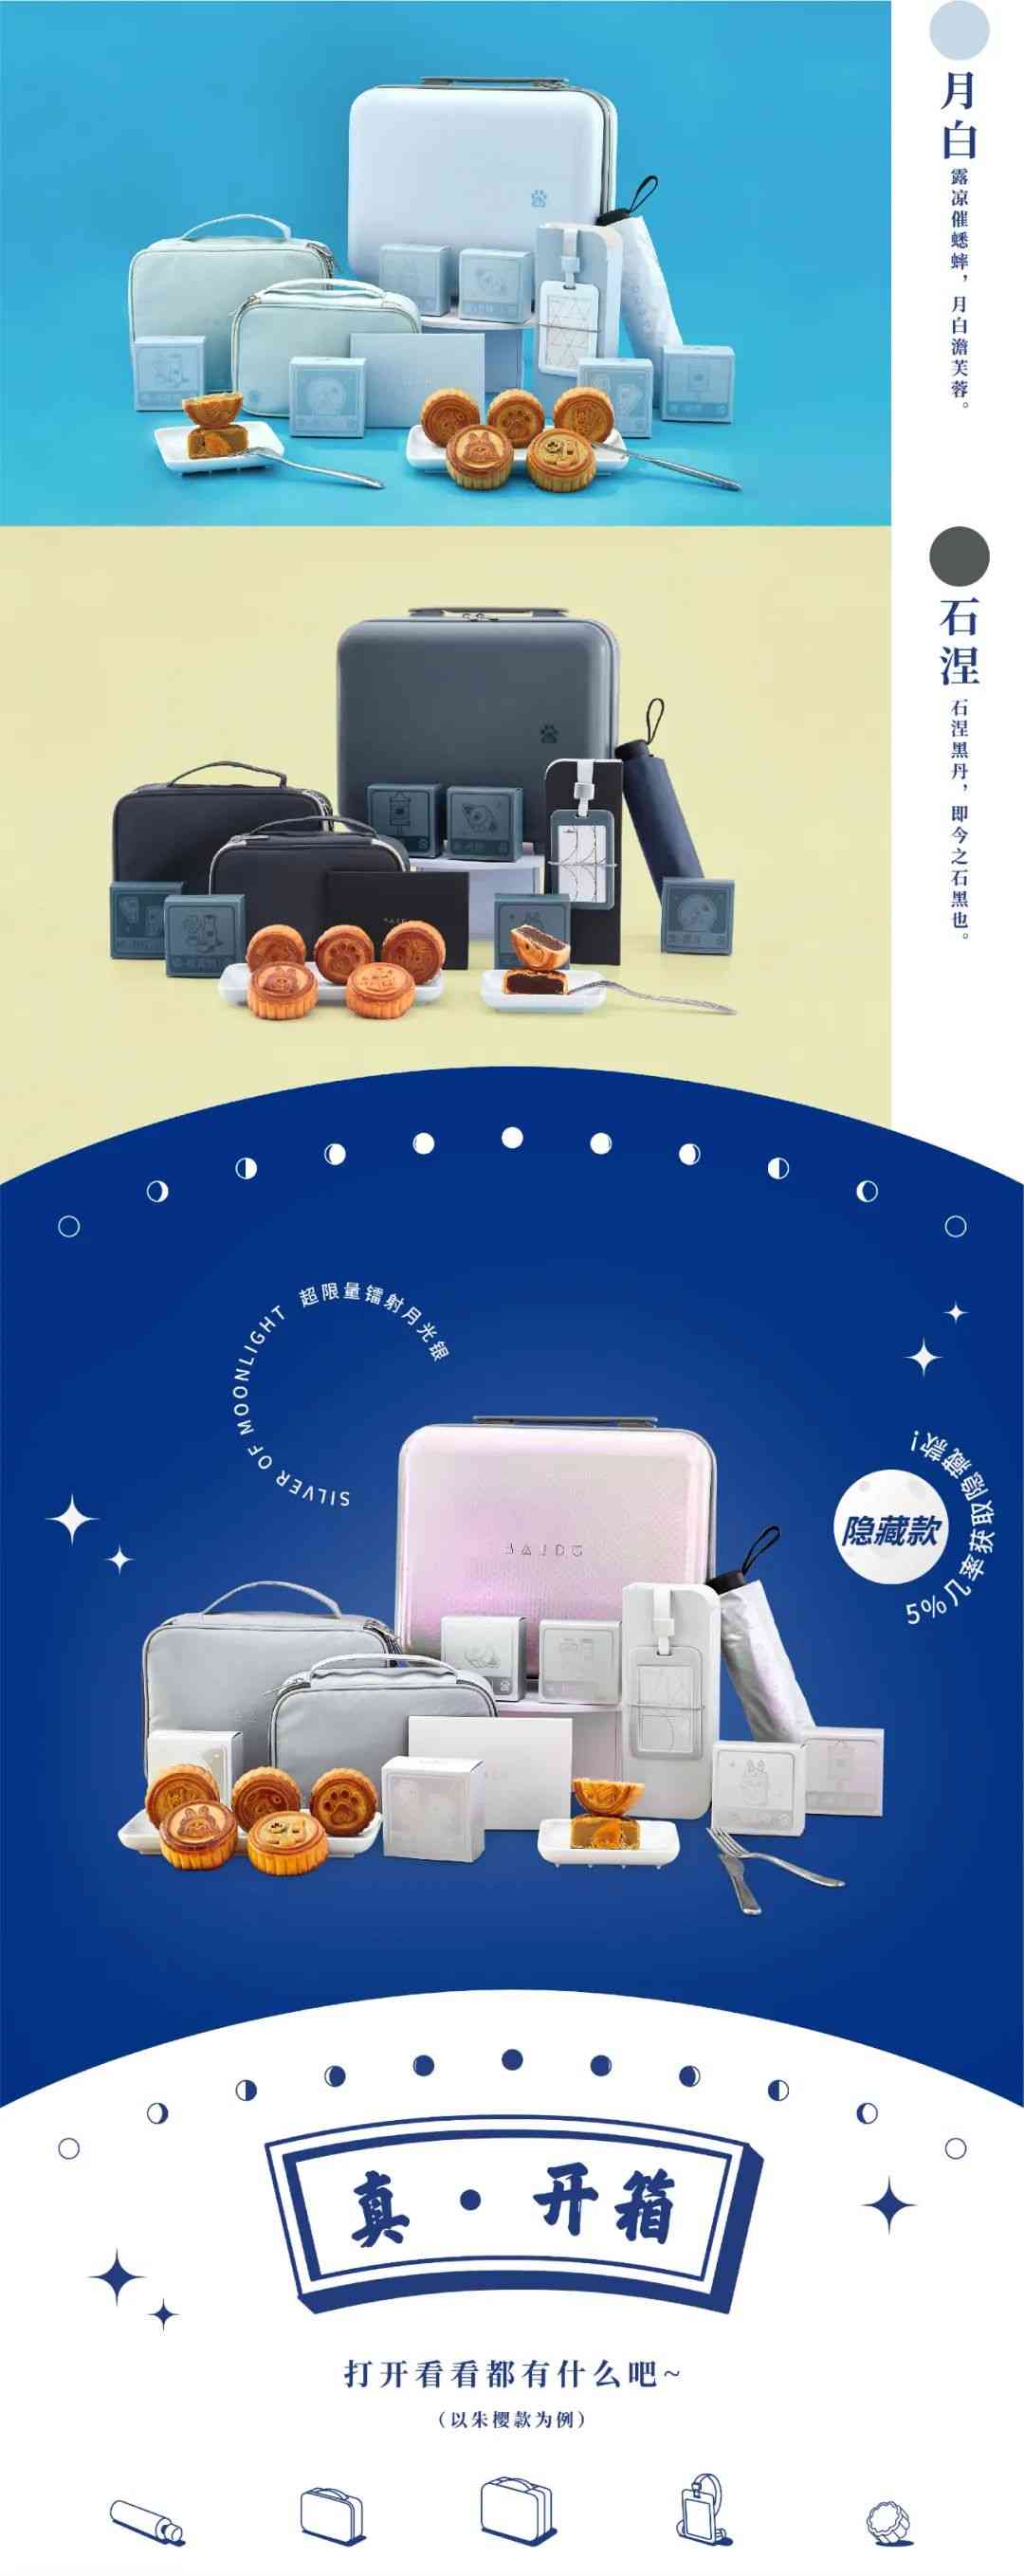 月白
露凉催蟋蟀，月白澹芙蓉。
石涅
石涅黑丹，即今之石黑也。
SILVER OF MOONLIGHT 超限量镭射月光银
BAIDU
隐藏款
5%几率获取隐藏款！
真·开箱
打开看看都有什么吧~
（以朱樱款为例）